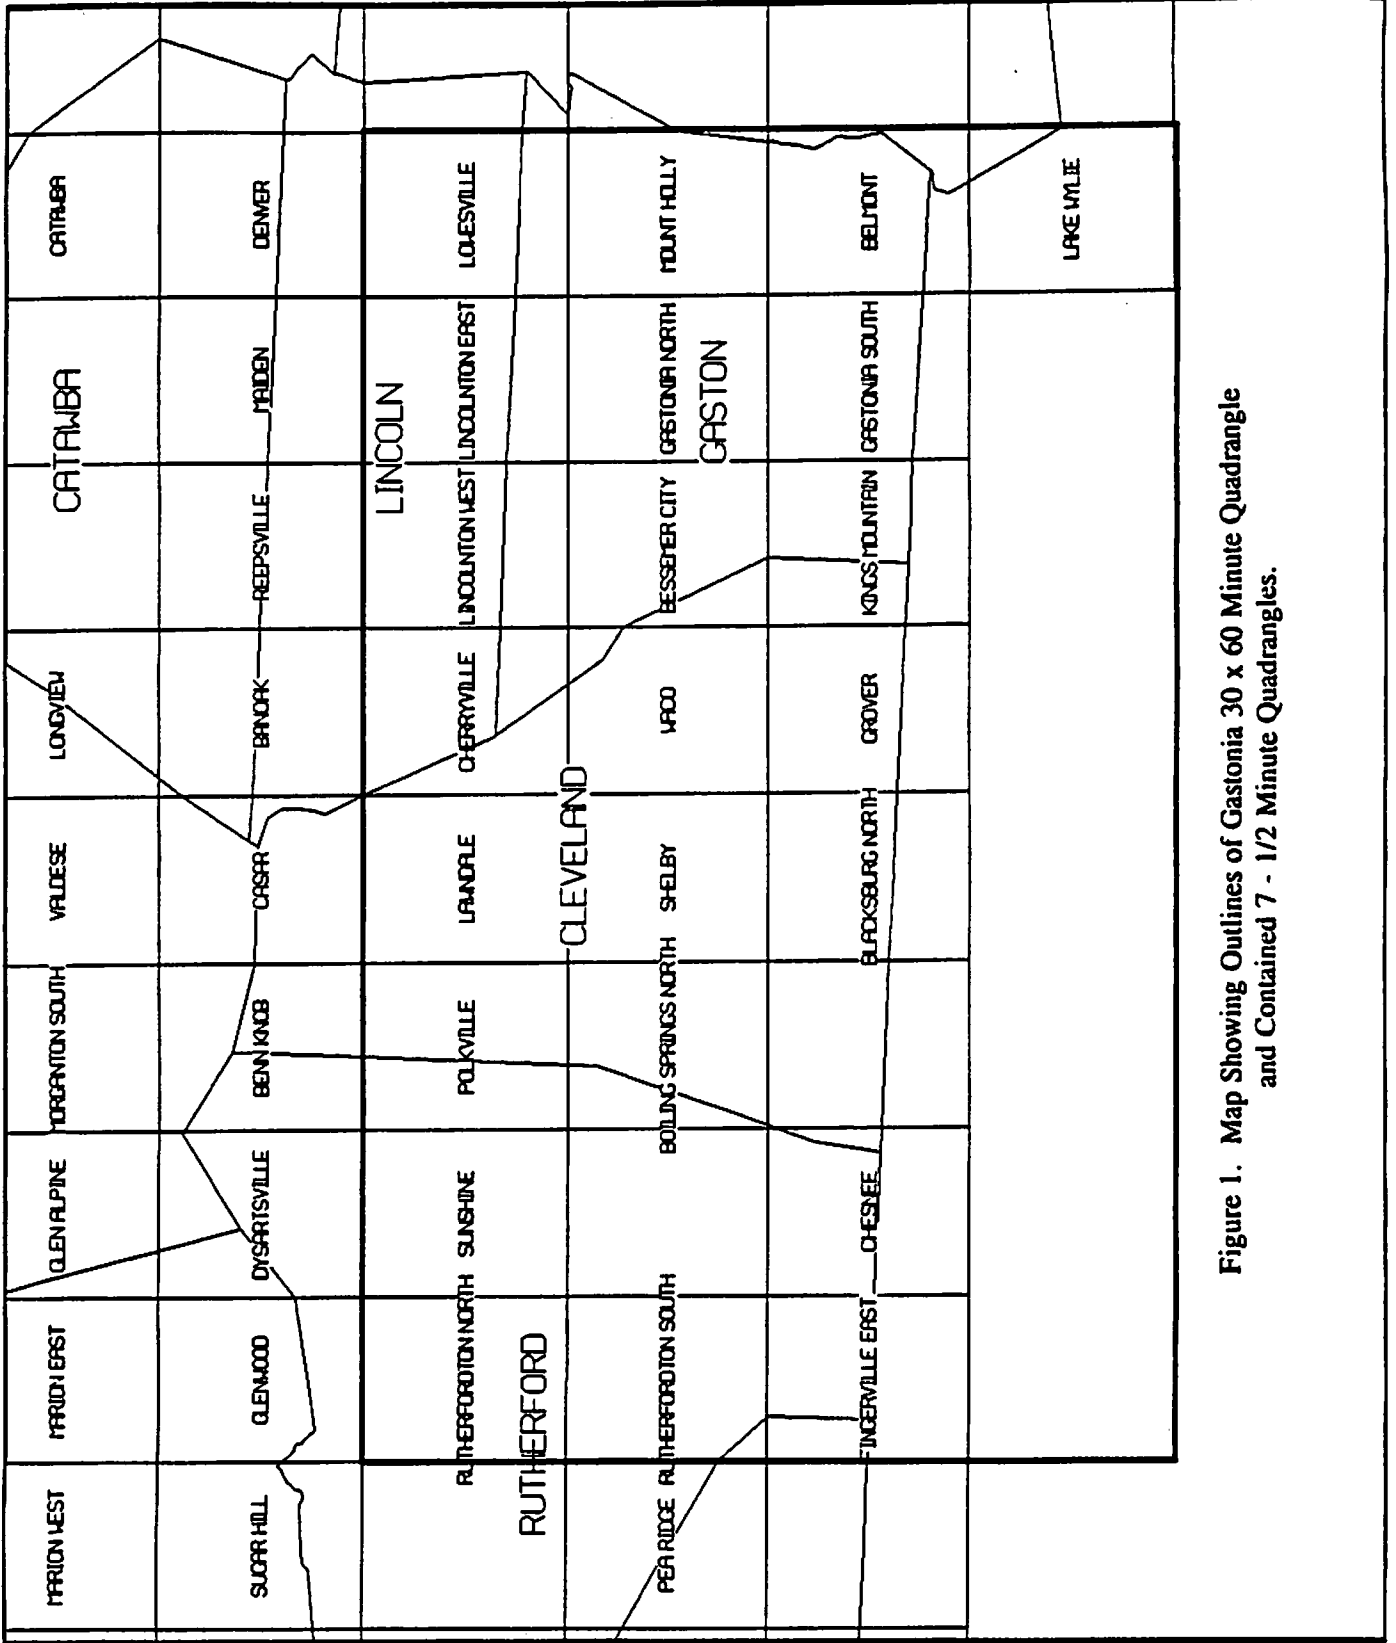 MARION WEST MARION EAST GLEN ALPINE MORGANTON SOUTH VALDESE LONGVIEW CATAWBA CATAWBA
SUGAR HILL GLENWOOD DYSARTSVILLE BENN KNOB CASAR BANOAK REEPSVILLE MAIDEN DENVER
LINCOLN
RUTHERFORDTON NORTH SUNSHINE POLKVILLE LAWNDALE CHERRYVILLE LINCOLNTON WEST LINCOLNTON EAST LOWESVILLE
RUTHERFORD
CLEVELAND
PEA RIDGE RUTHERFORDTON SOUTH BOILING SPRINGS NORTH SHELBY WACO BESSEMER CITY GASTONIA NORTH MOUNT HOLLY
GASTON
FINGERVILLE EAST CHESNEE BLACKSBURG NORTH GROVER KINGS MOUNTAIN GASTONIA SOUTH BELMONT
LAKE WYLIE
Figure 1. Map Showing Outlines of Gastonia 30 x 60 Minute Quadrangle
and Contained 7 - 1/2 Minute Quadrangles.